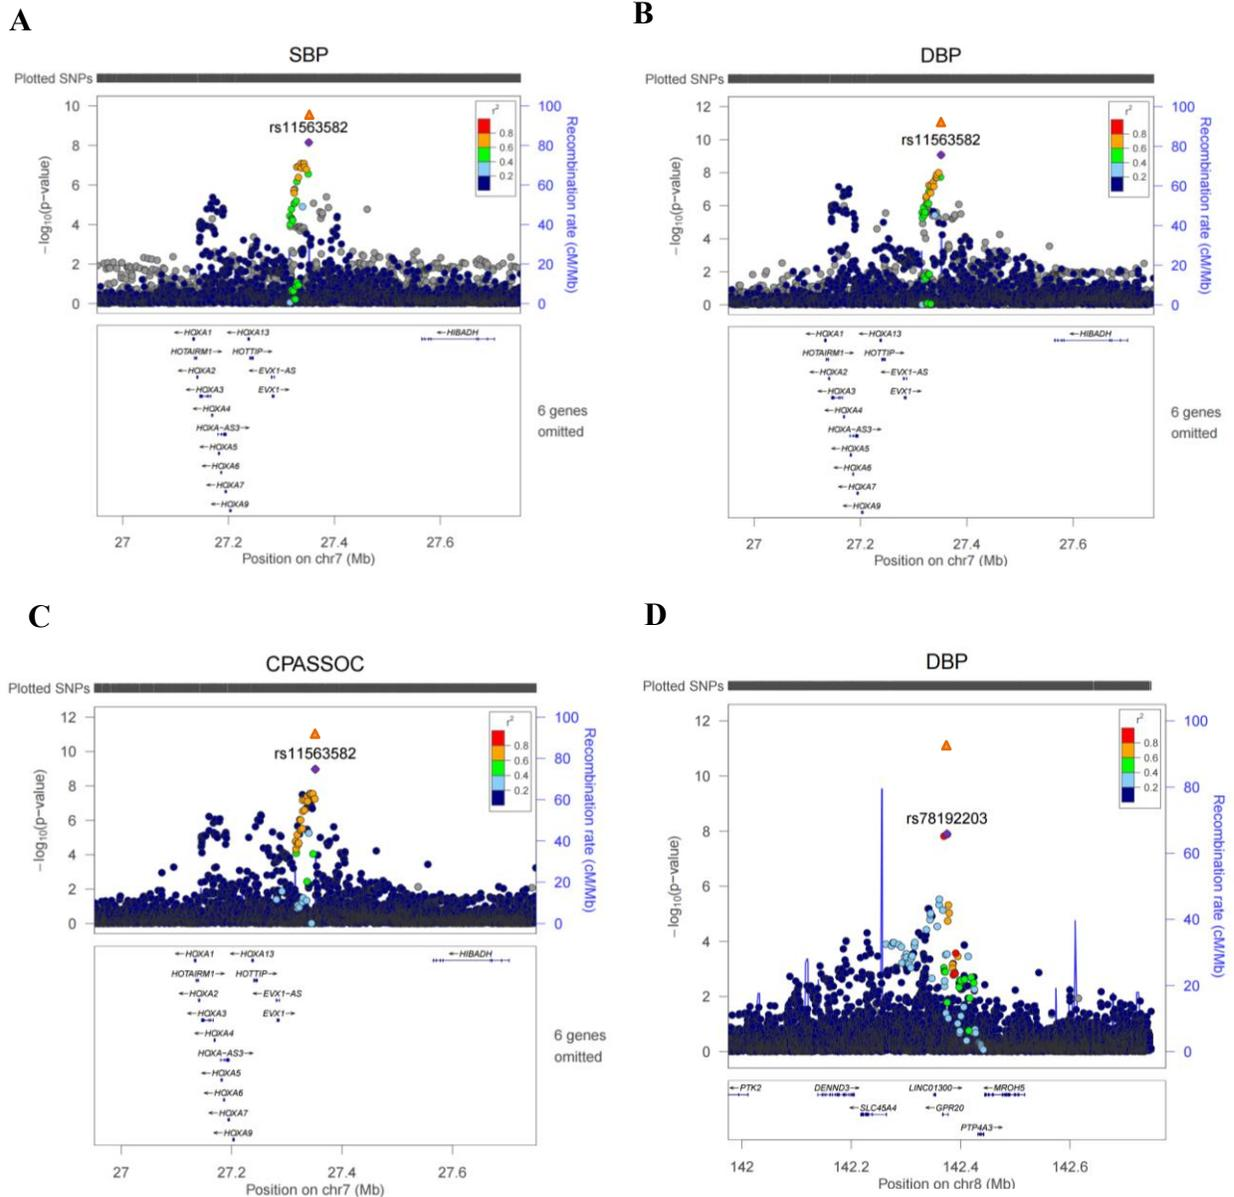 A
SBP
Plotted SNPs
10
8
6
4
2
0
−log10(p−value)
100
80
60
40
20
0
Recombination rate (cM/Mb)
r2
0.8
0.6
0.4
0.2
rs11563582
←HOXA1 ←HOXA13 ←HIBADH
HOTAIRM1→ HOTTIP→
←HOXA2 ←EVX1−AS
←HOXA3 EVX1→
←HOXA4
HOXA−AS3→
←HOXA5
←HOXA6
←HOXA7
←HOXA9
6 genes
omitted
27 27.2 27.4 27.6
Position on chr7 (Mb)
B
DBP
Plotted SNPs
12
10
8
6
4
2
0
−log10(p−value)
100
80
60
40
20
0
Recombination rate (cM/Mb)
r2
0.8
0.6
0.4
0.2
rs11563582
←HOXA1 ←HOXA13 ←HIBADH
HOTAIRM1→ HOTTIP→
←HOXA2 ←EVX1−AS
←HOXA3 EVX1→
←HOXA4
HOXA−AS3→
←HOXA5
←HOXA6
←HOXA7
←HOXA9
6 genes
omitted
27 27.2 27.4 27.6
Position on chr7 (Mb)
C
CPASSOC
Plotted SNPs
12
10
8
6
4
2
0
−log10(p−value)
100
80
60
40
20
0
Recombination rate (cM/Mb)
r2
0.8
0.6
0.4
0.2
rs11563582
←HOXA1 ←HOXA13 ←HIBADH
HOTAIRM1→ HOTTIP→
←HOXA2 ←EVX1−AS
←HOXA3 EVX1→
←HOXA4
HOXA−AS3→
←HOXA5
←HOXA6
←HOXA7
←HOXA9
6 genes
omitted
27 27.2 27.4 27.6
Position on chr7 (Mb)
D
DBP
Plotted SNPs
12
10
8
6
4
2
0
−log10(p−value)
100
80
60
40
20
0
Recombination rate (cM/Mb)
r2
0.8
0.6
0.4
0.2
rs78192203
←PTK2 DENND3→ LINC01300→ ←MROH5
←SLC45A4 ←GPR20
PTP4A3→
142 142.2 142.4 142.6
Position on chr8 (Mb)